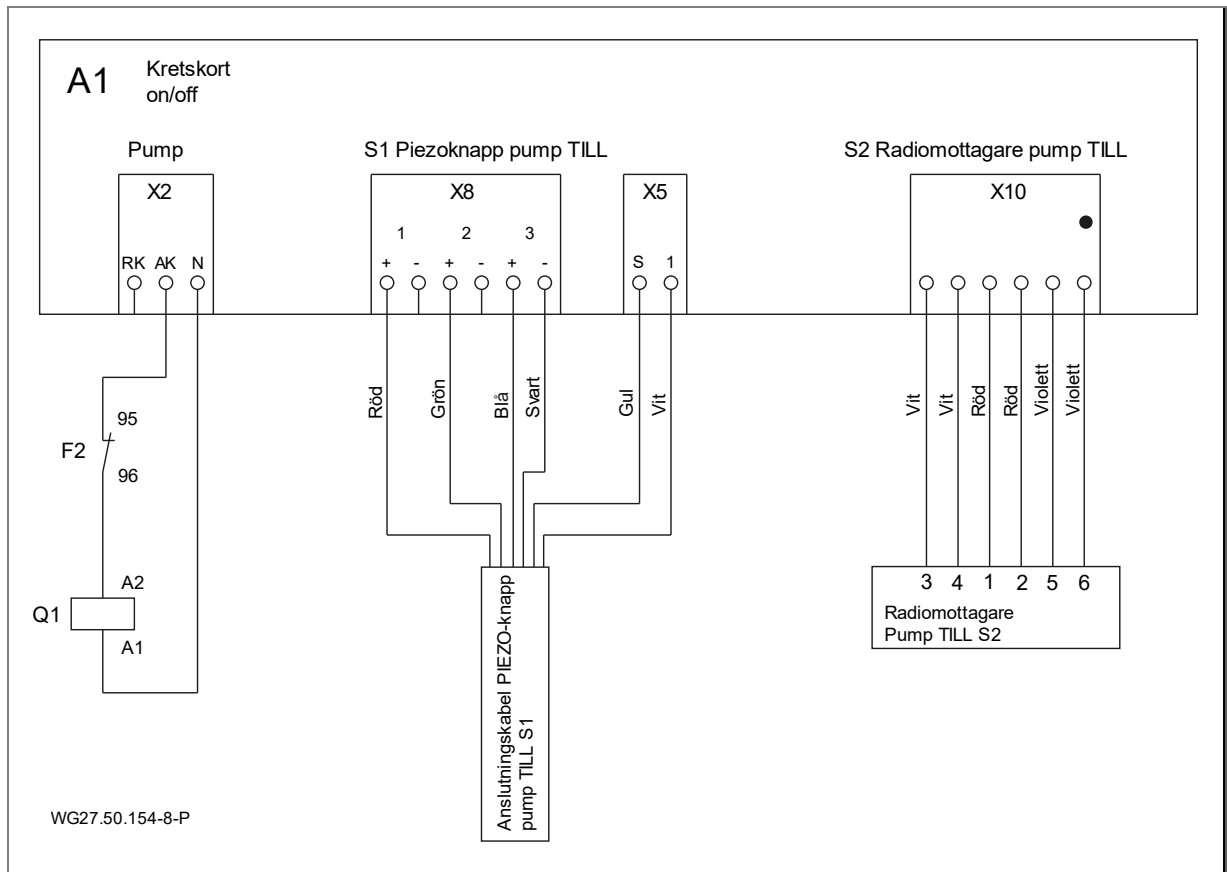 A1
Kretskort
on/off
Pump
S1 Piezoknapp pump TILL
S2 Radiomottagare pump TILL
X2
X8
X5
X10
1 2 3
RK AK N
+ - + - + -
S 1
Röd
Grön
Blå
Svart
Gul
Vit
Vit
Vit
Röd
Röd
Violett
Violett
95
F2
96
A2
Q1
A1
Anslutningskabel PIEZO-knapp
pump TILL S1
3 4 1 2 5 6
Radiomottagare
Pump TILL S2
WG27.50.154-8-P